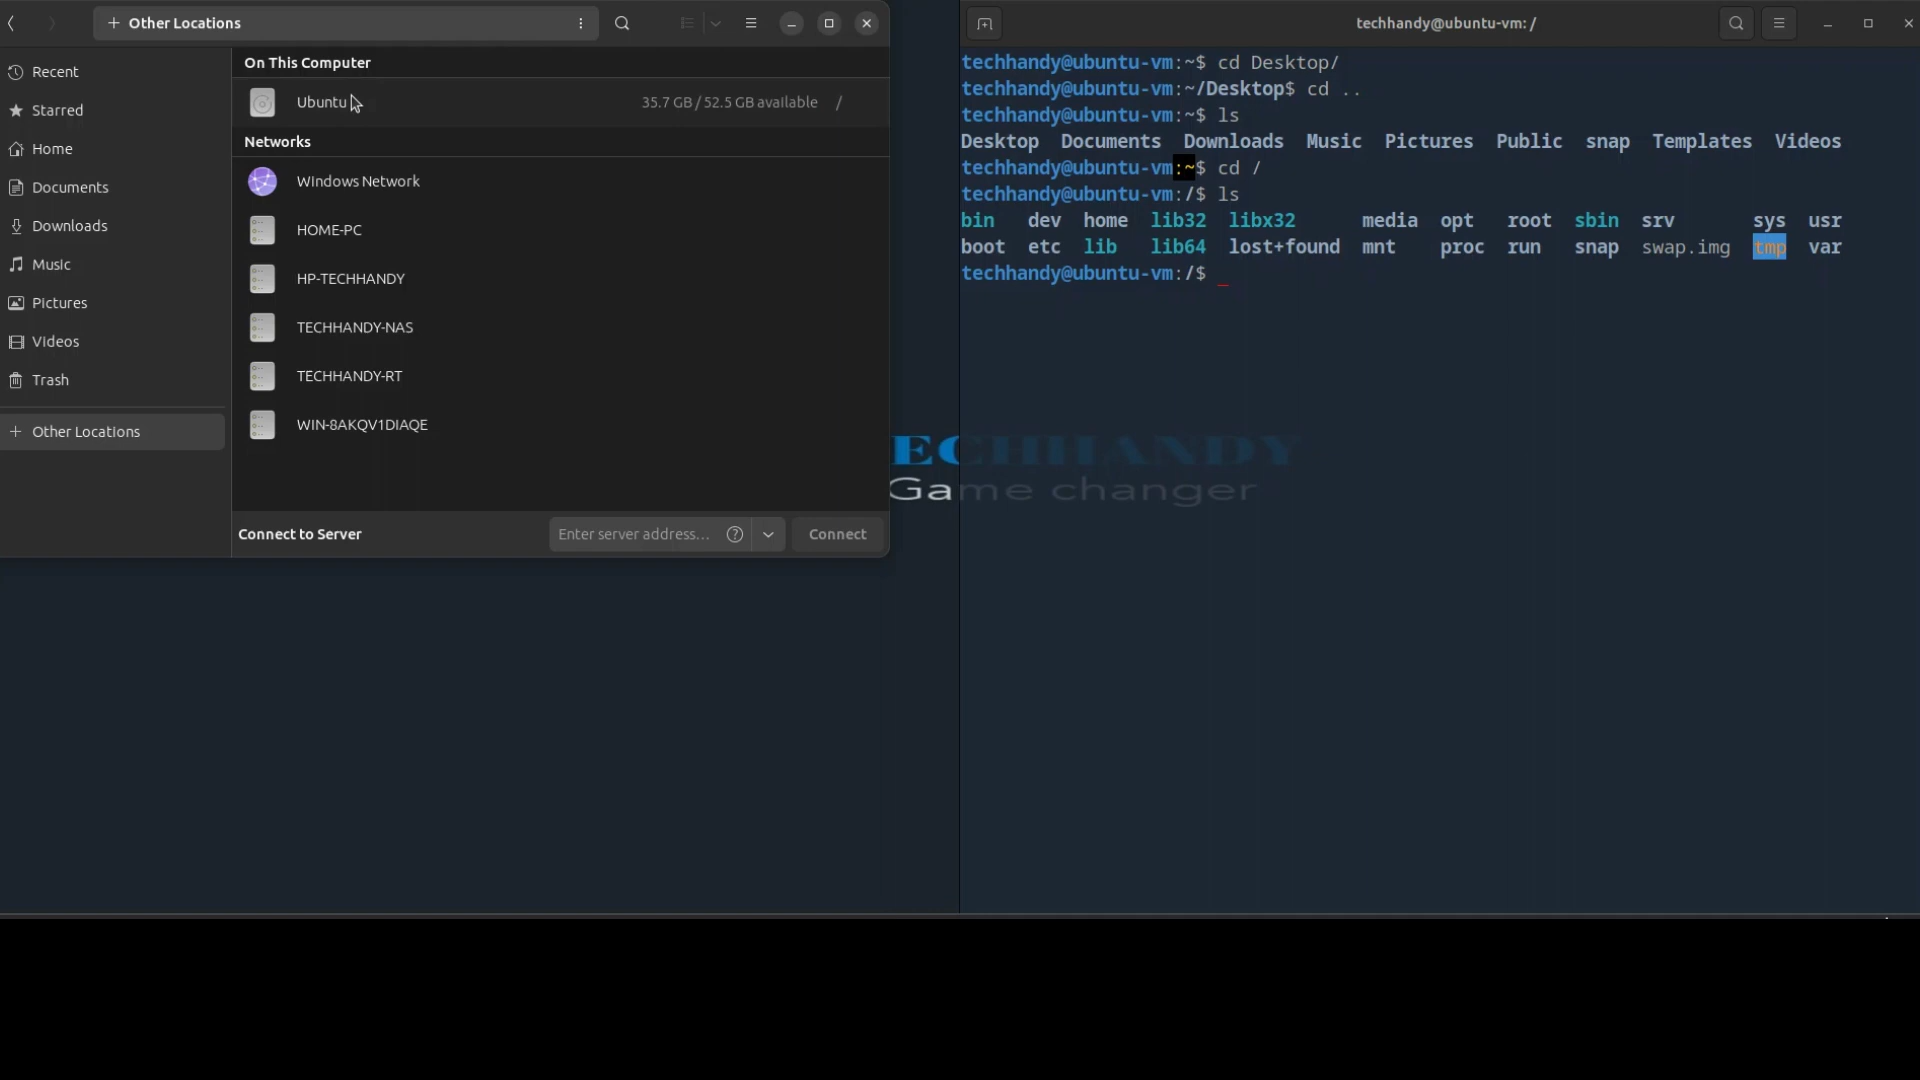 Other Locations
Recent
Starred
Home
Documents
Downloads
Music
Pictures
Videos
Trash
Other Locations
On This Computer
Ubuntu 35.7 GB / 52.5 GB available /
Networks
Windows Network
HOME-PC
HP-TECHHANDY
TECHHANDY-NAS
TECHHANDY-RT
WIN-8AKQV1DIAQE
Connect to Server Enter server address... ? Connect
techhandy@ubuntu-vm: /
techhandy@ubuntu-vm:~$ cd Desktop/
techhandy@ubuntu-vm:~/Desktop$ cd ..
techhandy@ubuntu-vm:~$ ls
Desktop Documents Downloads Music Pictures Public snap Templates Videos
techhandy@ubuntu-vm:~$ cd /
techhandy@ubuntu-vm:/$ ls
bin dev home lib32 libx32 media opt root sbin srv sys usr
boot etc lib lib64 lost+found mnt proc run snap swap.img tmp var
techhandy@ubuntu-vm:/$ _
ECHHANDY
Game changer